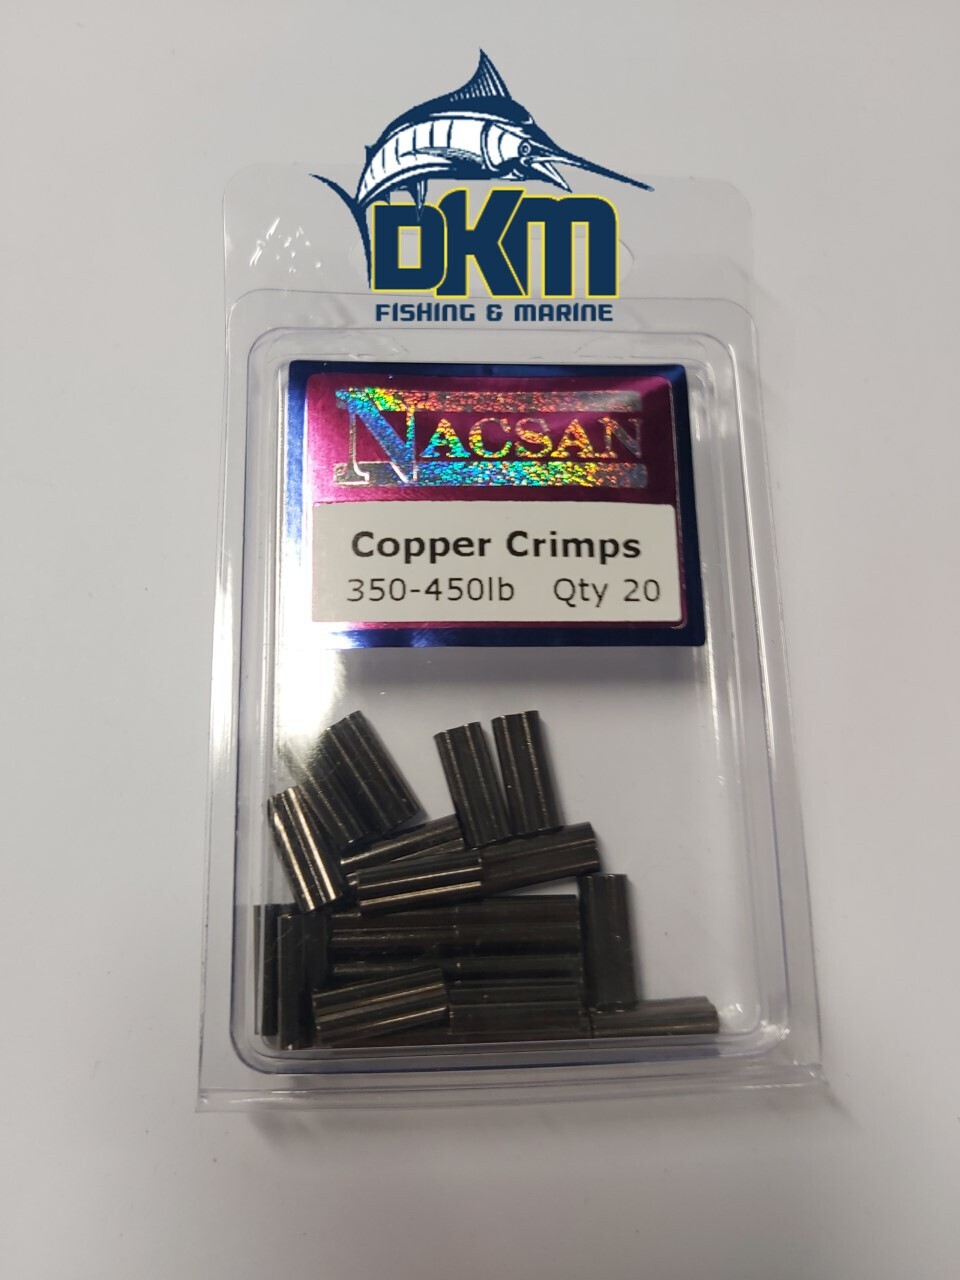 DKM
FISHING & MARINE
NACSAN
Copper Crimps
350-450lb Qty 20